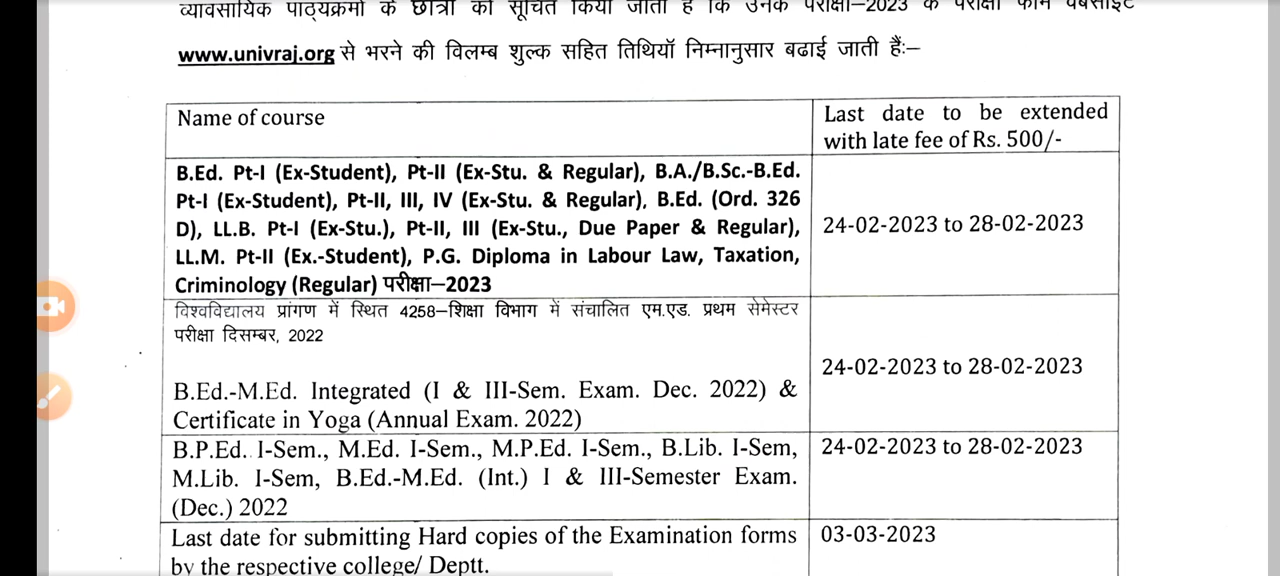 व्यावसायिक पाठ्यक्रमों के छात्रों को सूचित किया जाता है कि उनके परीक्षा–2023 के परीक्षा फॉर्म वेबसाईट
www.univraj.org से भरने की विलम्ब शुल्क सहित तिथियॉ निम्नानुसार बढाई जाती हैंः–
Name of course
Last date to be extended
with late fee of Rs. 500/-
B.Ed. Pt-I (Ex-Student), Pt-II (Ex-Stu. & Regular), B.A./B.Sc.-B.Ed.
Pt-I (Ex-Student), Pt-II, III, IV (Ex-Stu. & Regular), B.Ed. (Ord. 326
D), LL.B. Pt-I (Ex-Stu.), Pt-II, III (Ex-Stu., Due Paper & Regular),
LL.M. Pt-II (Ex.-Student), P.G. Diploma in Labour Law, Taxation,
Criminology (Regular) परीक्षा–2023
24-02-2023 to 28-02-2023
विश्वविद्यालय प्रांगण में स्थित 4258–शिक्षा विभाग में संचालित एम.एड. प्रथम सेमेस्टर
परीक्षा दिसम्बर, 2022
B.Ed.-M.Ed. Integrated (I & III-Sem. Exam. Dec. 2022) &
Certificate in Yoga (Annual Exam. 2022)
24-02-2023 to 28-02-2023
B.P.Ed. I-Sem., M.Ed. I-Sem., M.P.Ed. I-Sem., B.Lib. I-Sem,
M.Lib. I-Sem, B.Ed.-M.Ed. (Int.) I & III-Semester Exam.
(Dec.) 2022
24-02-2023 to 28-02-2023
Last date for submitting Hard copies of the Examination forms
by the respective college/ Deptt.
03-03-2023